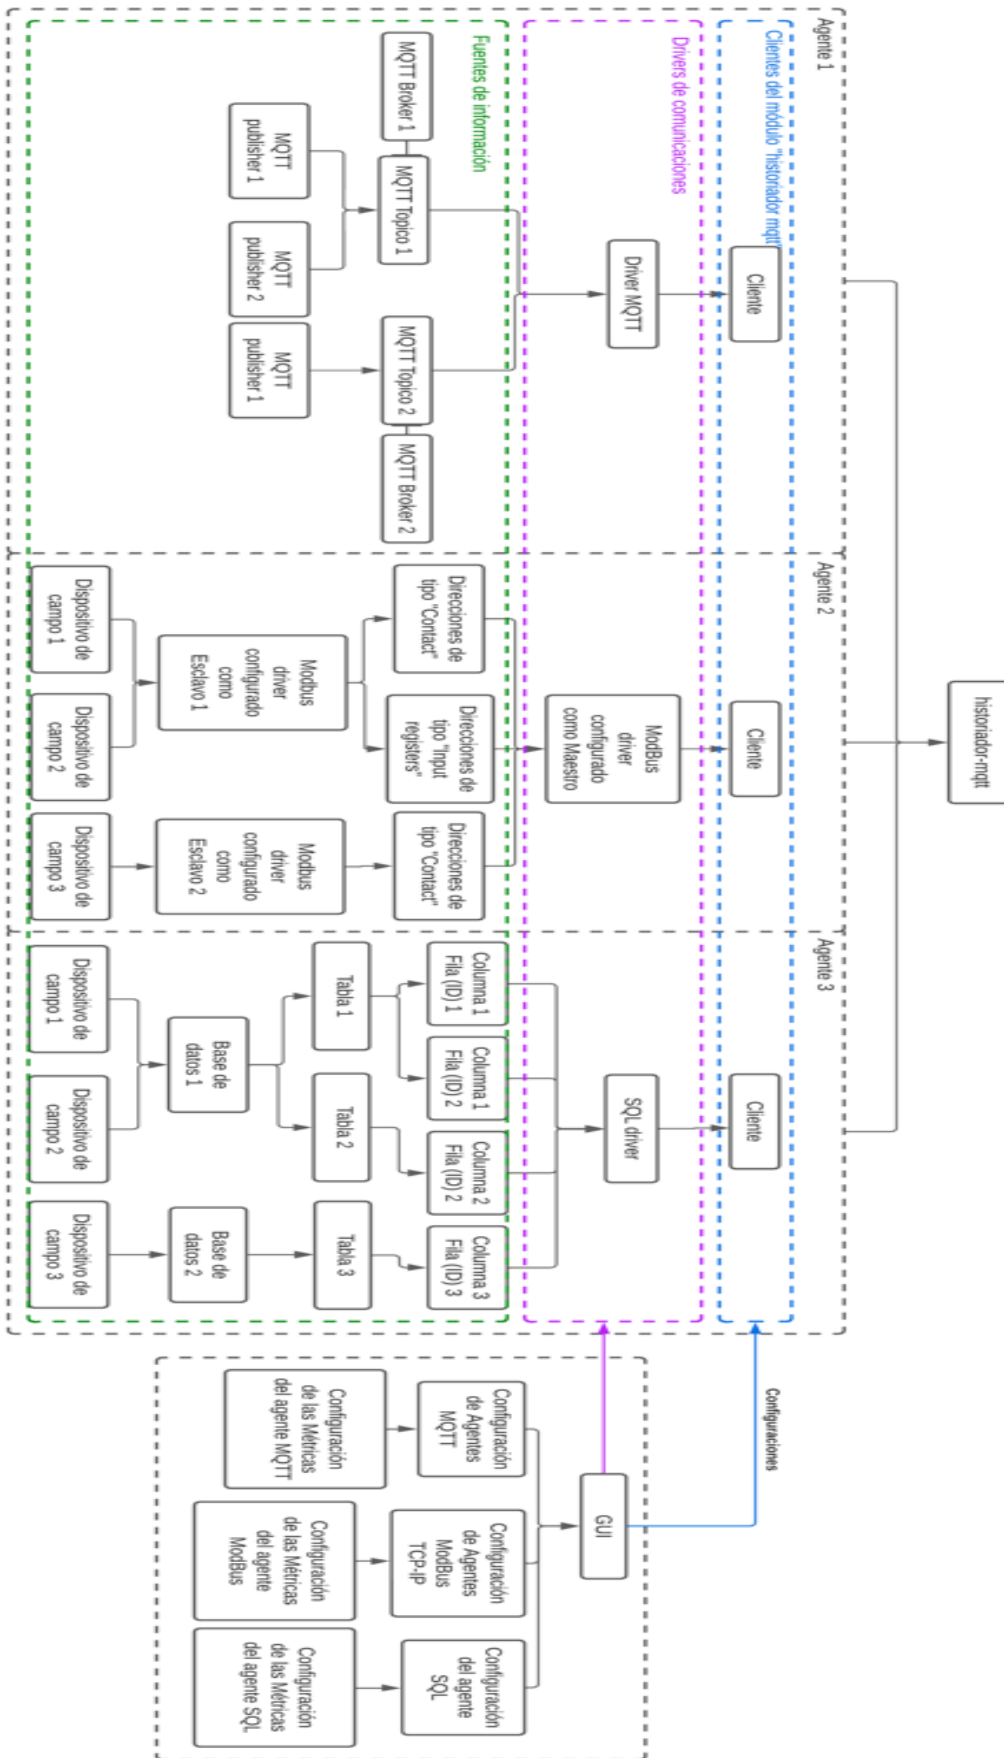 historiador-mqtt
Agente 1
Clientes del módulo "historiador mqtt"
Cliente
Drivers de comunicaciones
Driver MQTT
Fuentes de información
MQTT Broker 1
MQTT Topico 1
MQTT Topico 2
MQTT Broker 2
MQTT
publisher 1
MQTT
publisher 2
MQTT
publisher 1
Agente 2
Cliente
ModBus
driver
configurado
como Maestro
Direcciones de
tipo "Contact"
Direcciones de
tipo "Input
registers"
Direcciones de
tipo "Contact"
Modbus
driver
configurado
como
Esclavo 1
Modbus
driver
configurado
como
Esclavo 2
Dispositivo de
campo 1
Dispositivo de
campo 2
Dispositivo de
campo 3
Agente 3
Cliente
SQL driver
Columna 1
Fila (ID) 1
Columna 1
Fila (ID) 2
Columna 2
Fila (ID) 2
Columna 3
Fila (ID) 3
Tabla 1
Tabla 2
Tabla 3
Base de
datos 1
Base de
datos 2
Dispositivo de
campo 1
Dispositivo de
campo 2
Dispositivo de
campo 3
Configuraciones
GUI
Configuración
de Agentes
MQTT
Configuración
de Agentes
ModBus
TCP-IP
Configuración
del agente
SQL
Configuración
de las Métricas
del agente MQTT
Configuración
de las Métricas
del agente
ModBus
Configuración
de las Métricas
del agente SQL